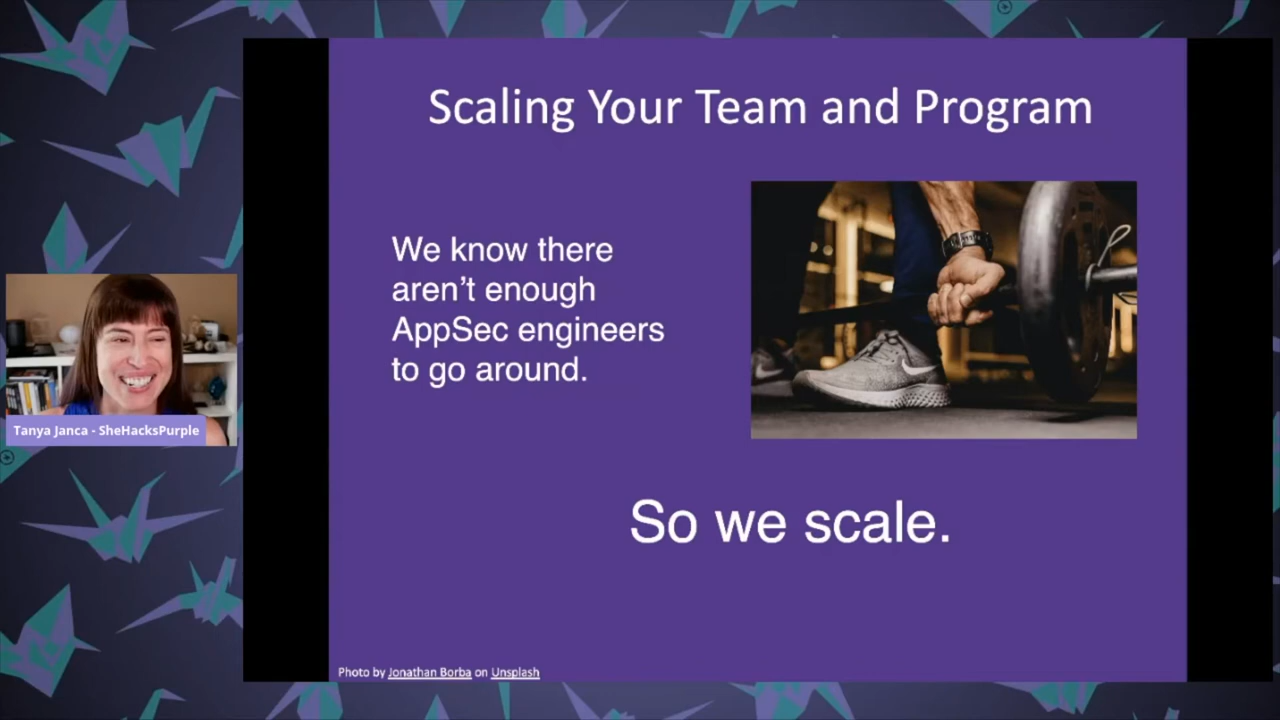 Scaling Your Team and Program
We know there
aren’t enough
AppSec engineers
to go around.
Tanya Janca - SheHacksPurple
So we scale.
Photo by Jonathan Borba on Unsplash